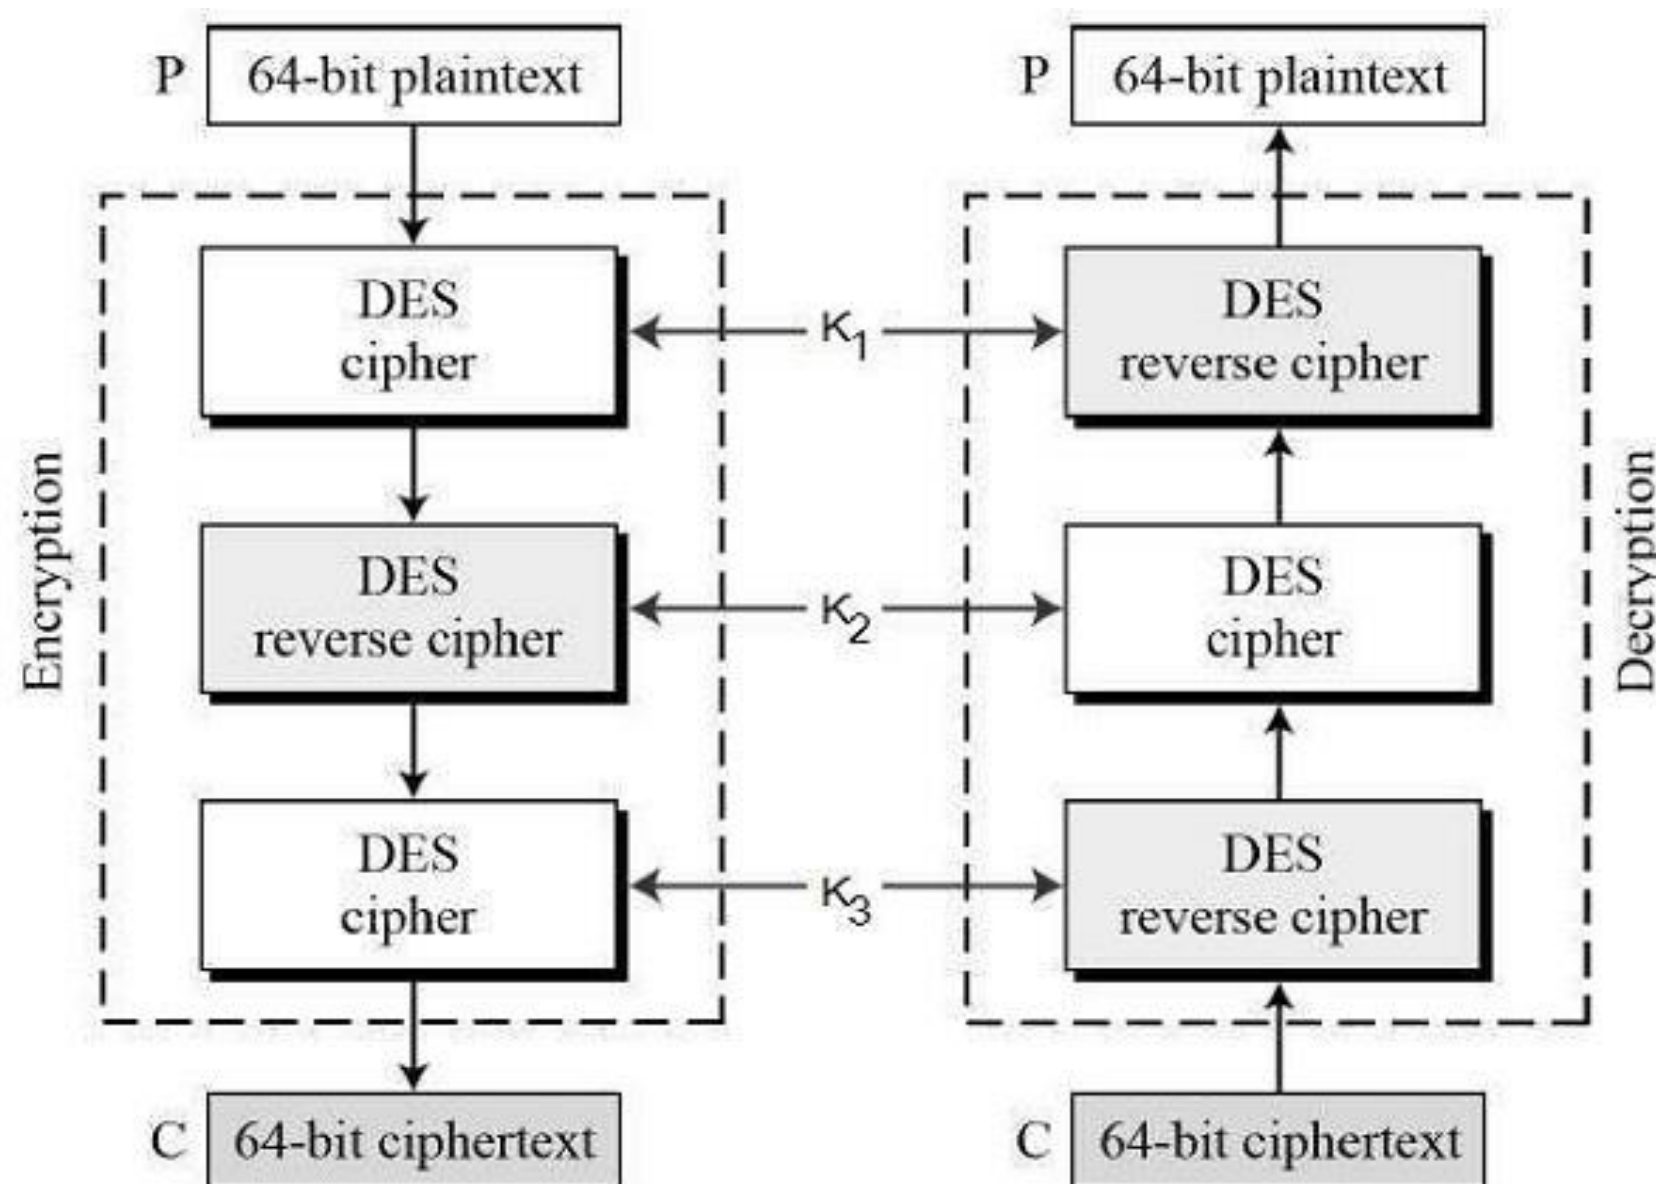 P 64-bit plaintext
P 64-bit plaintext
Encryption
DES
cipher
K1
DES
reverse cipher
DES
reverse cipher
K2
DES
cipher
DES
cipher
K3
DES
reverse cipher
Decryption
C 64-bit ciphertext
C 64-bit ciphertext